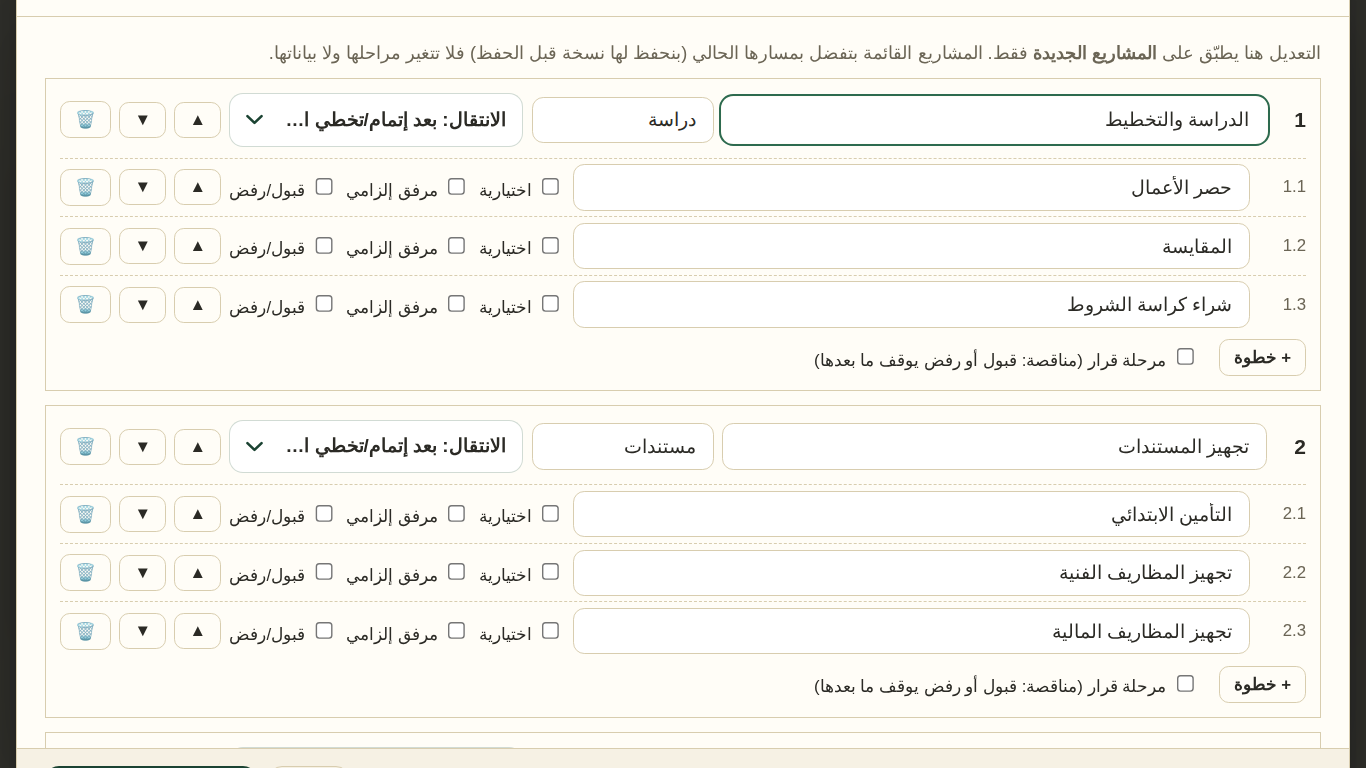 التعديل هنا يطبّق على المشاريع الجديدة فقط. المشاريع القائمة بتفضل بمسارها الحالي (بنحفظ لها نسخة قبل الحفظ) فلا تتغير مراحلها ولا بياناتها.
1 الدراسة والتخطيط دراسة الانتقال: بعد إتمام/تخطي ا... ▲ ▼
1.1 حصر الأعمال اختيارية مرفق إلزامي قبول/رفض ▲ ▼
1.2 المقايسة اختيارية مرفق إلزامي قبول/رفض ▲ ▼
1.3 شراء كراسة الشروط اختيارية مرفق إلزامي قبول/رفض ▲ ▼
+ خطوة مرحلة قرار (مناقصة: قبول أو رفض يوقف ما بعدها)
2 تجهيز المستندات مستندات الانتقال: بعد إتمام/تخطي ا... ▲ ▼
2.1 التأمين الابتدائي اختيارية مرفق إلزامي قبول/رفض ▲ ▼
2.2 تجهيز المظاريف الفنية اختيارية مرفق إلزامي قبول/رفض ▲ ▼
2.3 تجهيز المظاريف المالية اختيارية مرفق إلزامي قبول/رفض ▲ ▼
+ خطوة مرحلة قرار (مناقصة: قبول أو رفض يوقف ما بعدها)